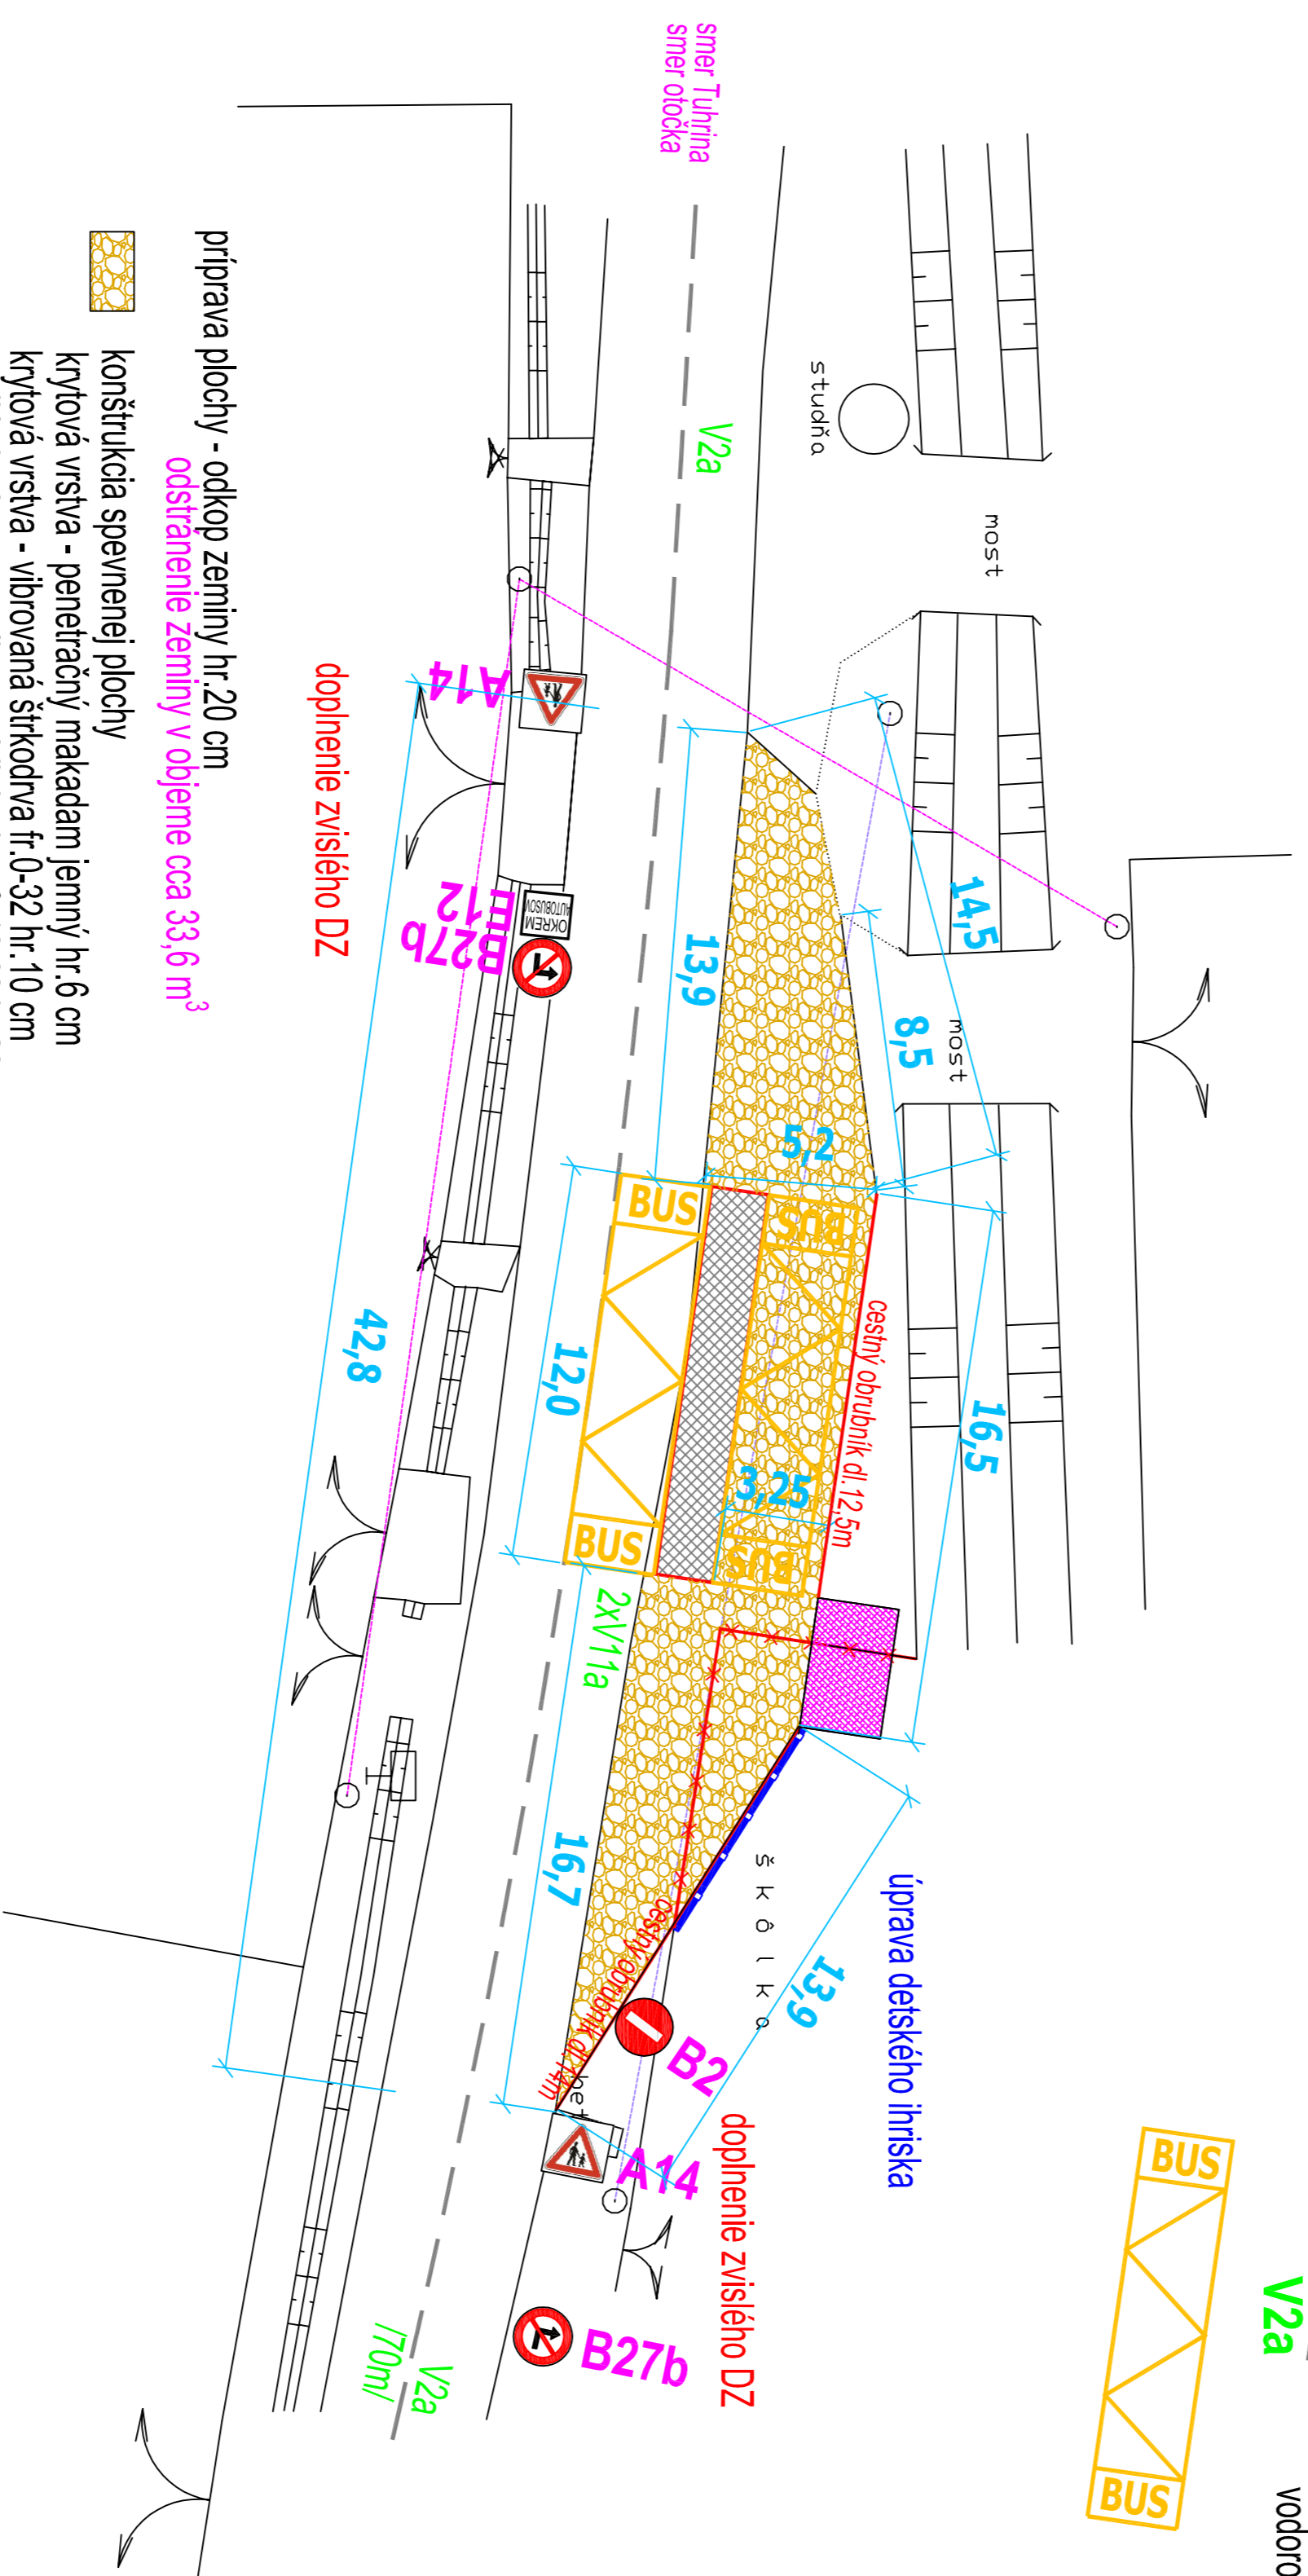 smer Tuhrina
smer otočka
V2a
studňa
most
most
A14
doplnenie zvislého DZ
E12
B27b
OKREM
AUTOBUSOV
14,5
13,9
8,5
5,2
BUS
BUS
cestný obrubník dl.12,5m
16,5
42,8
12,0
3,25
BUS
BUS
2xV11a
16,7
škôlka
cestný obrubník dl.14m
úprava detského ihriska
13,9
B2
bet
A14
doplnenie zvislého DZ
B27b
V2a
/70m/
BUS
BUS
V2a
vodoro
príprava plochy - odkop zeminy hr.20 cm
odstránenie zeminy v objeme cca 33,6 m³
konštrukcia spevnenej plochy
krytová vrstva - penetračný makadam jemný hr.6 cm
krytová vrstva - vibrovaná štrkodrva fr.0-32 hr.10 cm